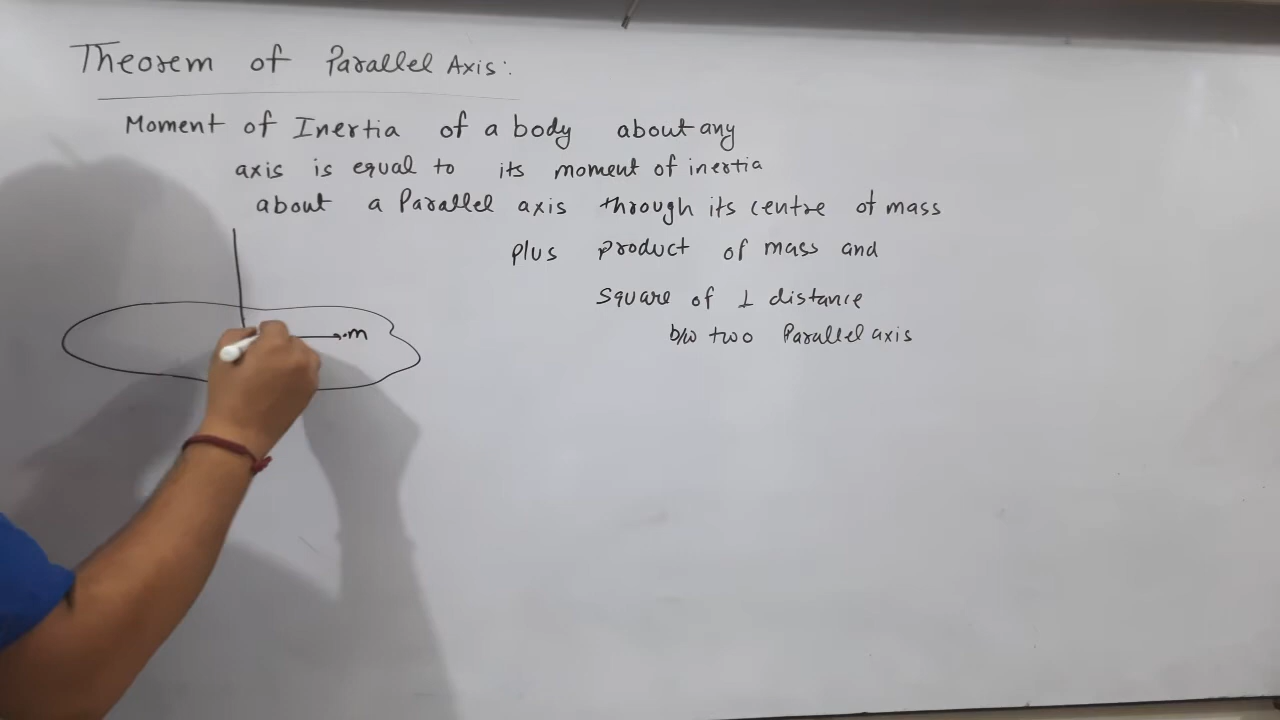 Theorem of Parallel Axis:
Moment of Inertia of a body about any
axis is equal to its moment of inertia
about a Parallel axis through its centre of mass
plus product of mass and
Square of ⊥ distance
b/w two Parallel axis
m